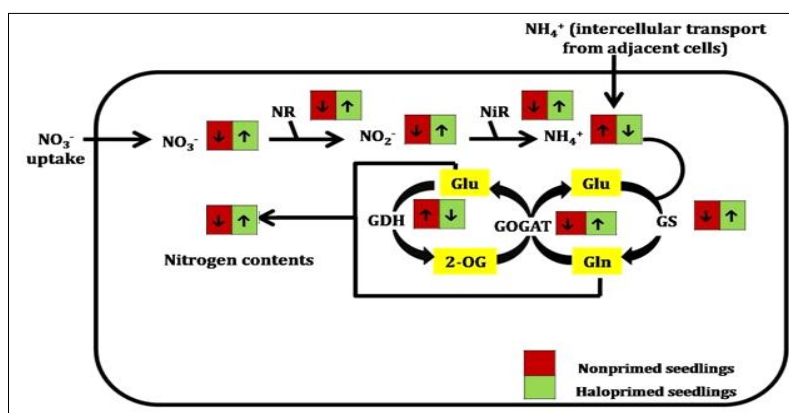 NH₄⁺ (intercellular transport
from adjacent cells)
NO₃⁻
uptake
NO₃⁻ ↓ ↑
NR ↓ ↑
NO₂⁻ ↓ ↑
NiR ↓ ↑
NH₄⁺ ↑ ↓
Glu
Glu
GDH ↑ ↓
GOGAT ↓ ↑
GS ↓ ↑
↓ ↑
Nitrogen contents
2-OG
Gln
Nonprimed seedlings
Haloprimed seedlings